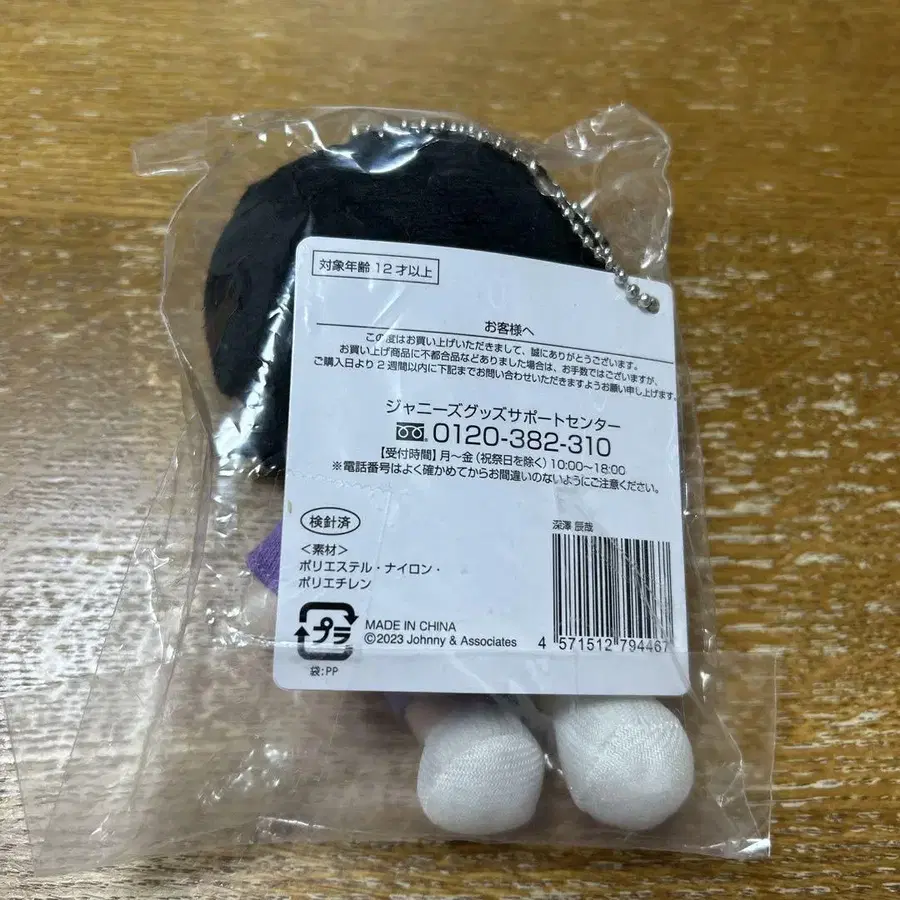 対象年齢12才以上
お客様へ
この度はお買い上げいただきまして、誠にありがとうございます。
お買い上げ商品に不都合品などありました場合は、お手数ではございますが、
ご購入日より2週間以内に下記までお問い合わせいただきますようお願い申し上げます。
ジャニーズグッズサポートセンター
0120-382-310
【受付時間】月〜金(祝祭日を除く)10:00〜18:00
※電話番号はよく確かめてからお間違いのないようにご注意ください。
検針済
<素材>
ポリエステル・ナイロン・
ポリエチレン
プラ
袋:PP
MADE IN CHINA
©2023 Johnny & Associates
深澤 辰哉
4 571512 794467